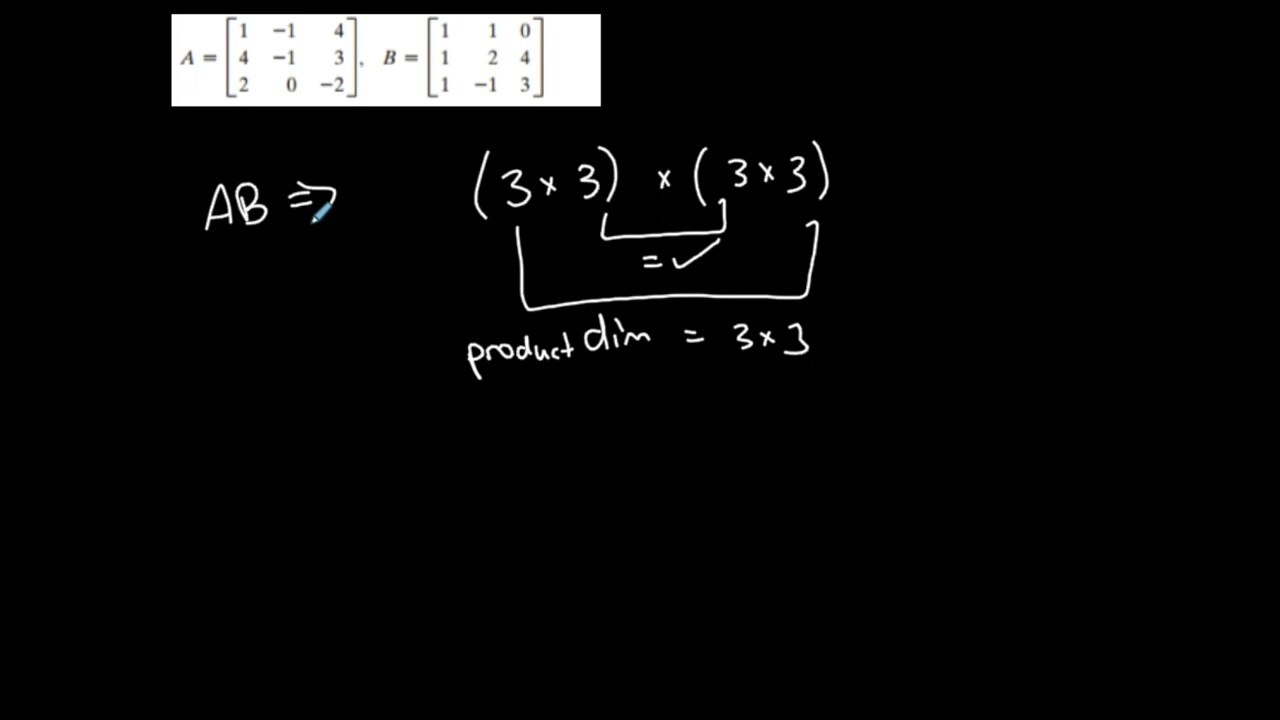 A = [1 −1 4
4 −1 3
2 0 −2], B = [1 1 0
1 2 4
1 −1 3]
AB ⇒ (3 × 3) × (3 × 3)
= ✓
product dim = 3 × 3